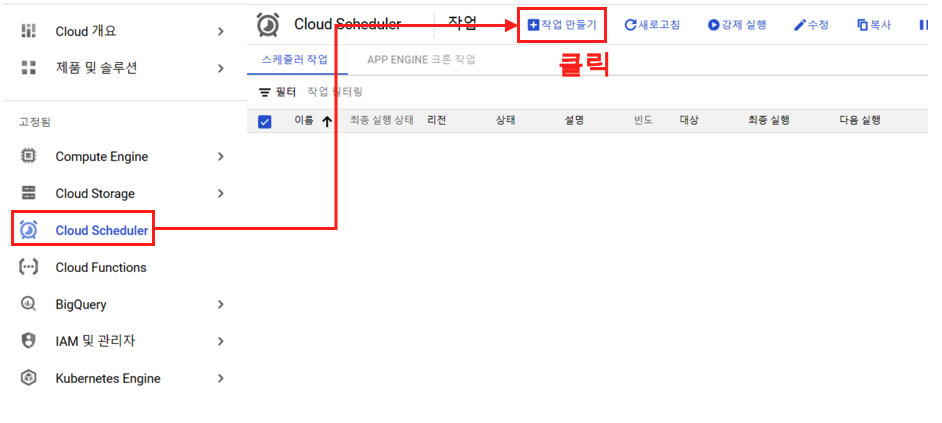 Cloud 개요
제품 및 솔루션
고정됨
Compute Engine
Cloud Storage
Cloud Scheduler
Cloud Functions
BigQuery
IAM 및 관리자
Kubernetes Engine
Cloud Scheduler 작업 작업 만들기 새로고침 강제 실행 수정 복사
클릭
스케줄러 작업 APP ENGINE 크론 작업
필터 작업 필터링
이름 최종 실행 상태 리전 상태 설명 빈도 대상 최종 실행 다음 실행